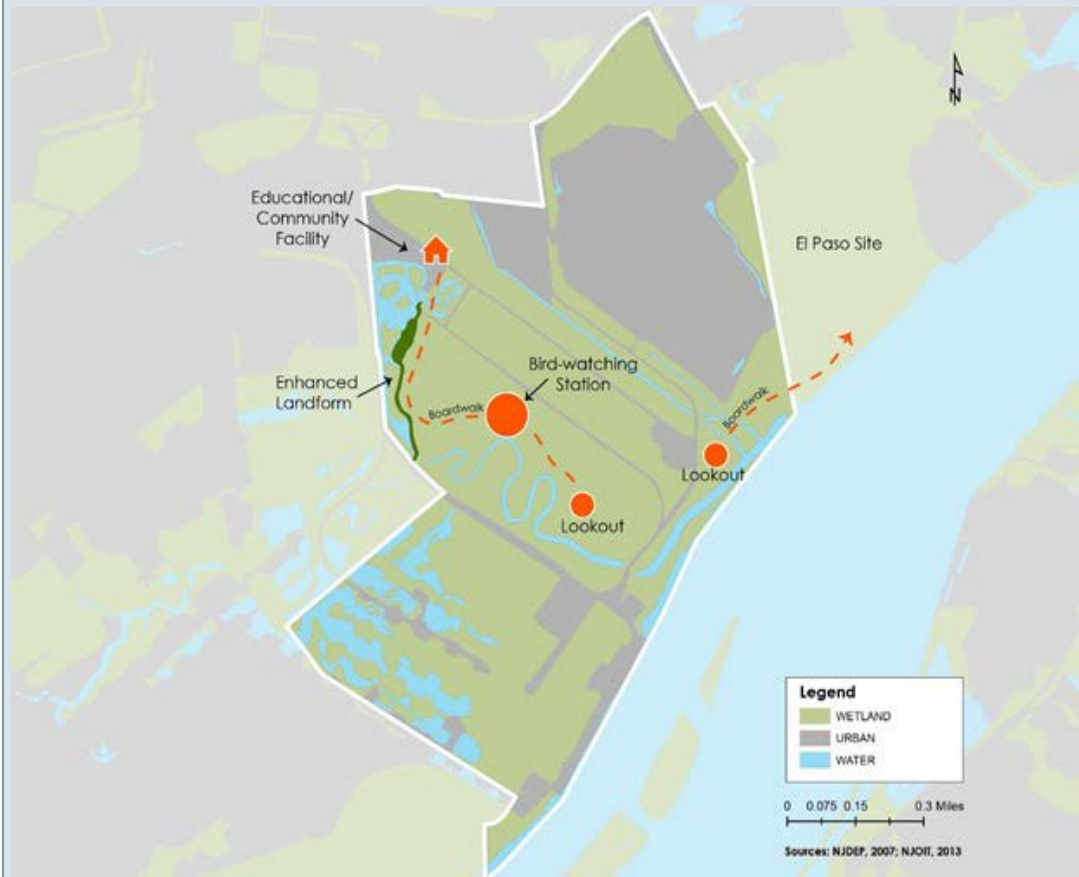 N
Educational/
Community
Facility
El Paso Site
Bird-watching
Station
Enhanced
Landform
Boardwalk
Boardwalk
Lookout
Lookout
Legend
WETLAND
URBAN
WATER
0 0.075 0.15 0.3 Miles
Sources: NJDEP, 2007; NJOIT, 2013